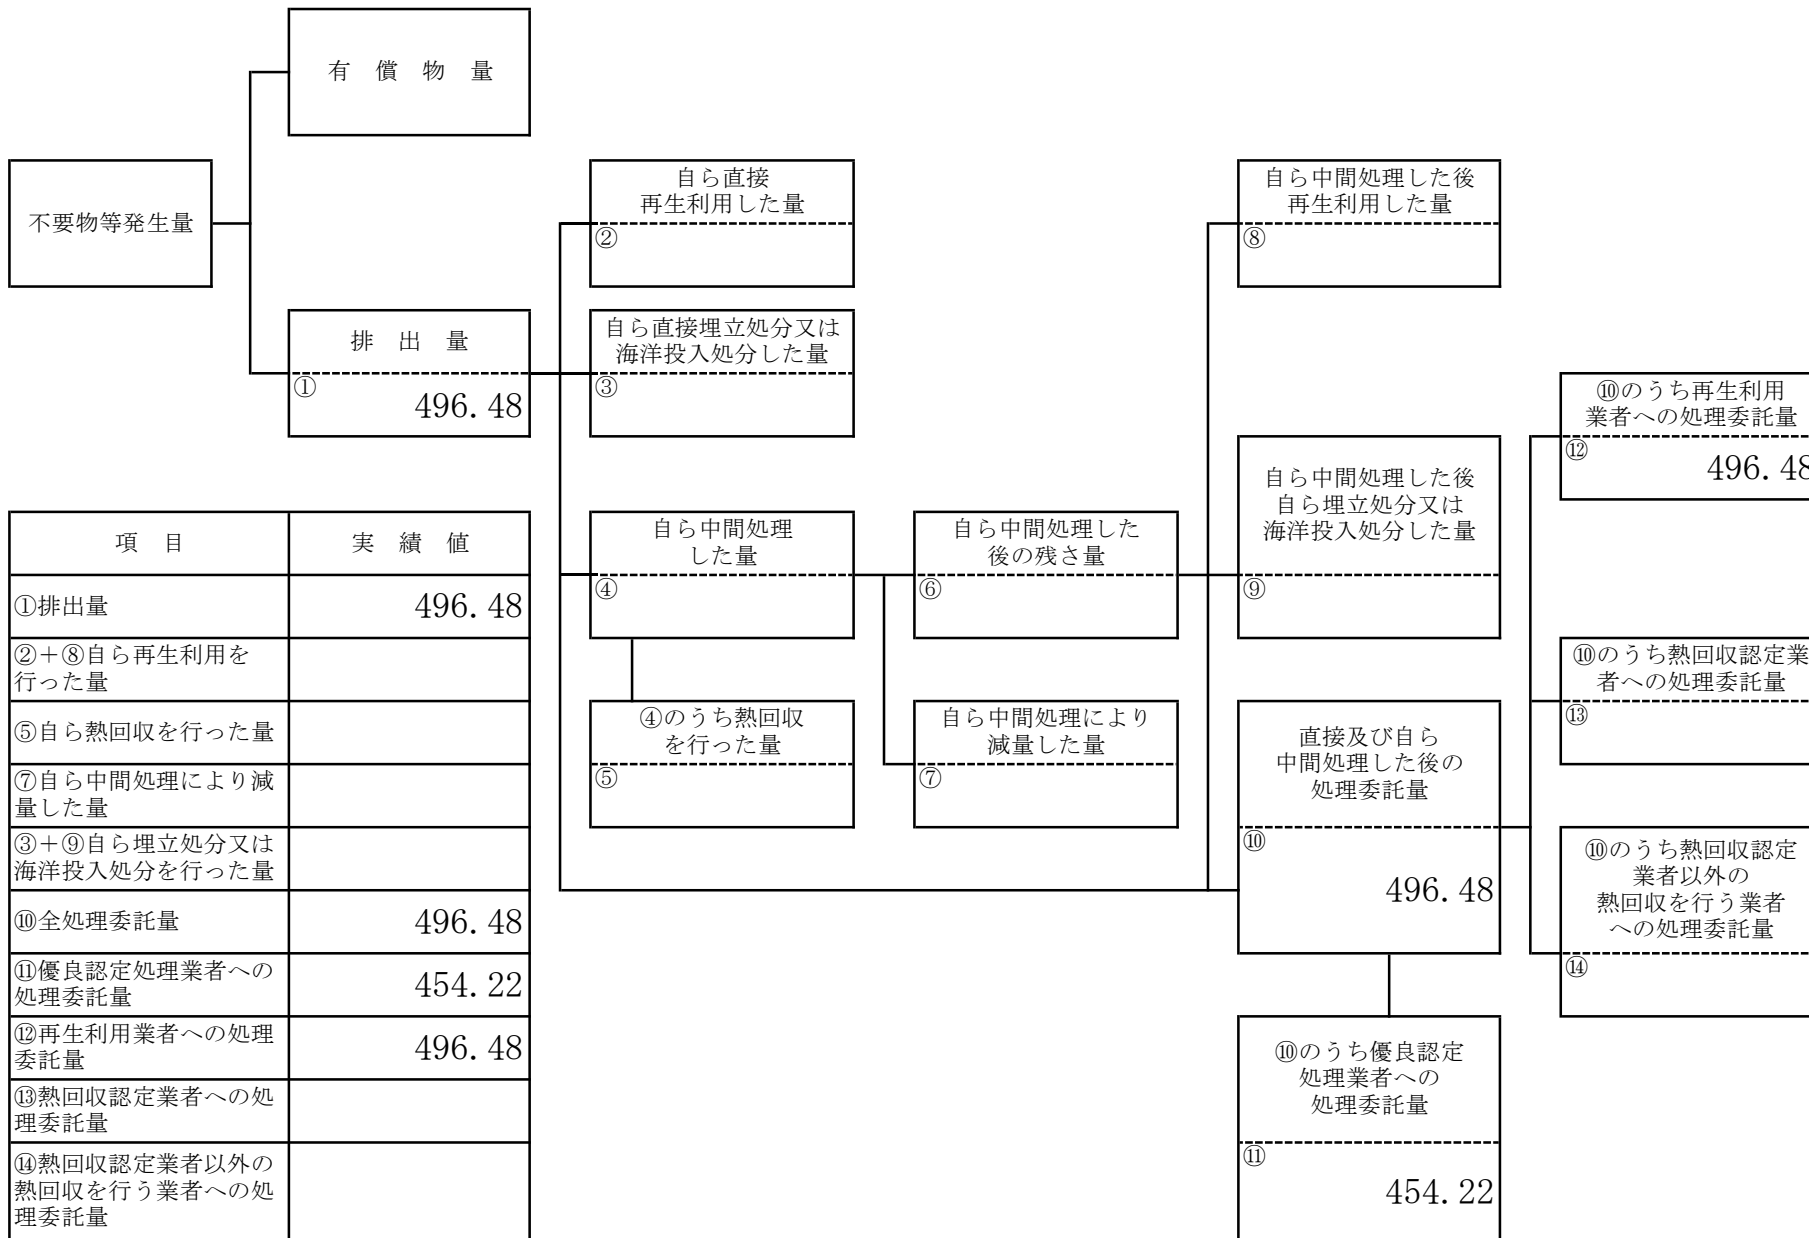 有 償 物 量
不要物等発生量
自ら直接
再生利用した量
②
自ら中間処理した後
再生利用した量
⑧
排 出 量
①
496.48
自ら直接埋立処分又は
海洋投入処分した量
③
⑩のうち再生利用
業者への処理委託量
⑫
496.48
自ら中間処理した後
自ら埋立処分又は
海洋投入処分した量
⑨
自ら中間処理
した量
④
自ら中間処理した
後の残さ量
⑥
⑩のうち熱回収認定業
者への処理委託量
⑬
④のうち熱回収
を行った量
⑤
自ら中間処理により
減量した量
⑦
直接及び自ら
中間処理した後の
処理委託量
⑩
496.48
⑩のうち熱回収認定
業者以外の
熱回収を行う業者
への処理委託量
⑭
⑩のうち優良認定
処理業者への
処理委託量
⑪
454.22
項 目 実 績 値
①排出量 496.48
②+⑧自ら再生利用を
行った量
⑤自ら熱回収を行った量
⑦自ら中間処理により減
量した量
③+⑨自ら埋立処分又は
海洋投入処分を行った量
⑩全処理委託量 496.48
⑪優良認定処理業者への
処理委託量 454.22
⑫再生利用業者への処理
委託量 496.48
⑬熱回収認定業者への処
理委託量
⑭熱回収認定業者以外の
熱回収を行う業者への処
理委託量